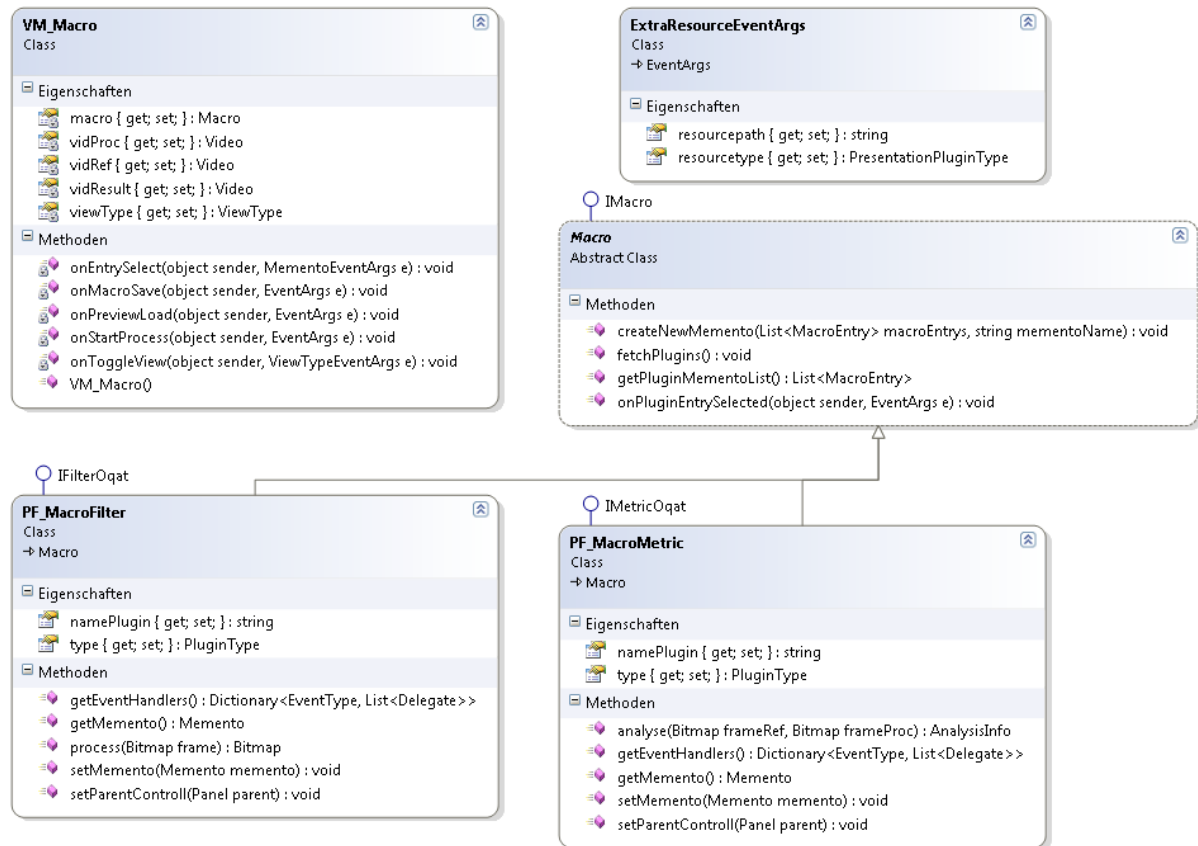 VM_Macro
Class
Eigenschaften
macro { get; set; } : Macro
vidProc { get; set; } : Video
vidRef { get; set; } : Video
vidResult { get; set; } : Video
viewType { get; set; } : ViewType
Methoden
onEntrySelect(object sender, MementoEventArgs e) : void
onMacroSave(object sender, EventArgs e) : void
onPreviewLoad(object sender, EventArgs e) : void
onStartProcess(object sender, EventArgs e) : void
onToggleView(object sender, ViewTypeEventArgs e) : void
VM_Macro()
ExtraResourceEventArgs
Class
EventArgs
Eigenschaften
resourcepath { get; set; } : string
resourcetype { get; set; } : PresentationPluginType
IMacro
Macro
Abstract Class
Methoden
createNewMemento(List<MacroEntry> macroEntrys, string mementoName) : void
fetchPlugins() : void
getPluginMementoList() : List<MacroEntry>
onPluginEntrySelected(object sender, EventArgs e) : void
IFilterOqat
PF_MacroFilter
Class
Macro
Eigenschaften
namePlugin { get; set; } : string
type { get; set; } : PluginType
Methoden
getEventHandlers() : Dictionary<EventType, List<Delegate>>
getMemento() : Memento
process(Bitmap frame) : Bitmap
setMemento(Memento memento) : void
setParentControll(Panel parent) : void
IMetricOqat
PF_MacroMetric
Class
Macro
Eigenschaften
namePlugin { get; set; } : string
type { get; set; } : PluginType
Methoden
analyse(Bitmap frameRef, Bitmap frameProc) : AnalysisInfo
getEventHandlers() : Dictionary<EventType, List<Delegate>>
getMemento() : Memento
setMemento(Memento memento) : void
setParentControll(Panel parent) : void